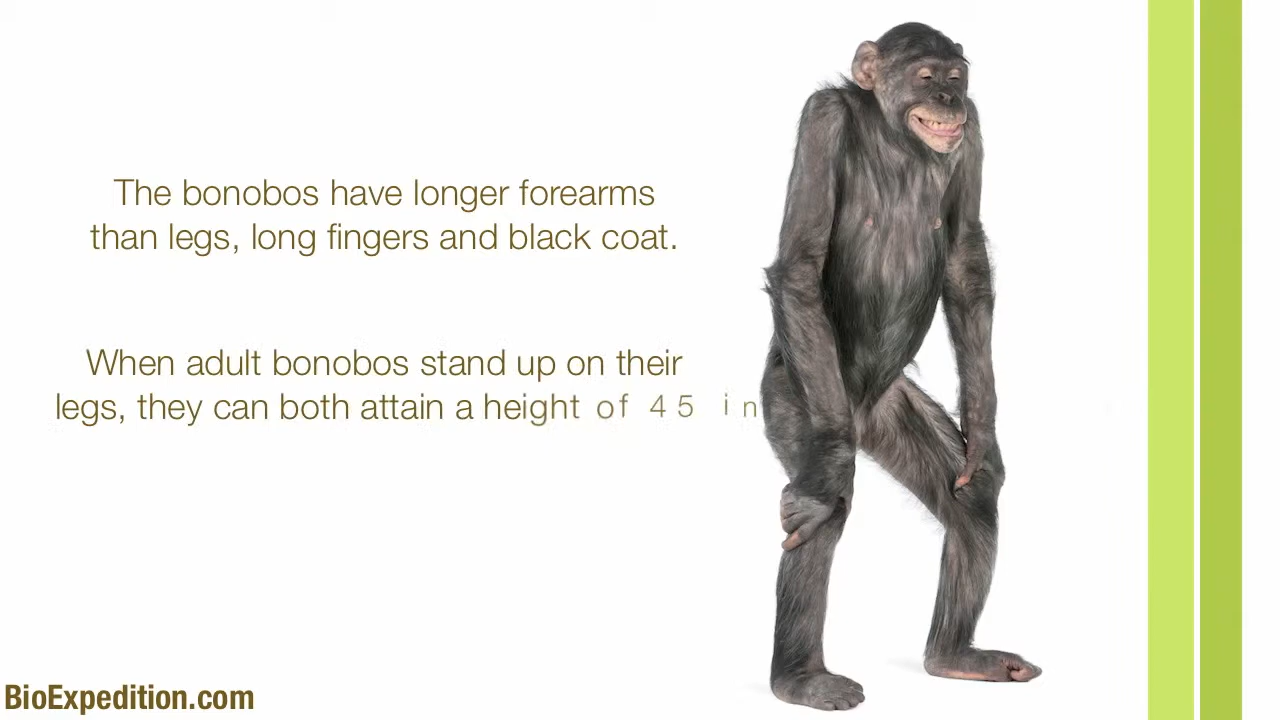 The bonobos have longer forearms
than legs, long fingers and black coat.
When adult bonobos stand up on their
legs, they can both attain a height of 45 in
BioExpedition.com